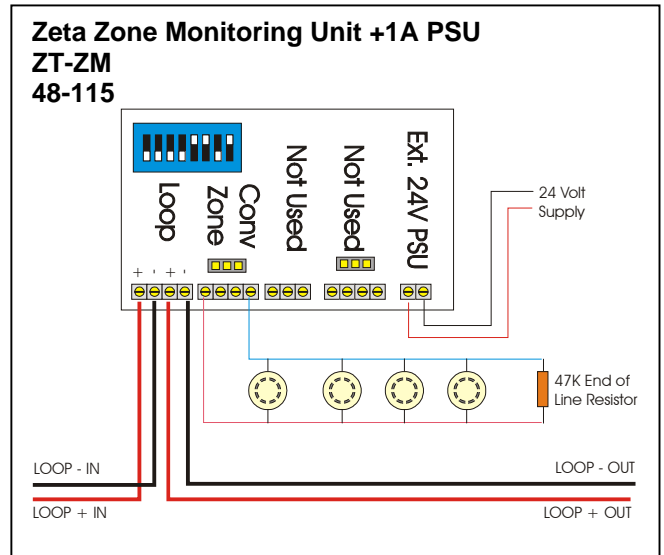 Zeta Zone Monitoring Unit +1A PSU
ZT-ZM
48-115
Loop
Conv
Zone
Not Used
Not Used
Ext. 24V PSU
+ - + -
24 Volt
Supply
47K End of
Line Resistor
LOOP - IN
LOOP - OUT
LOOP + IN
LOOP + OUT